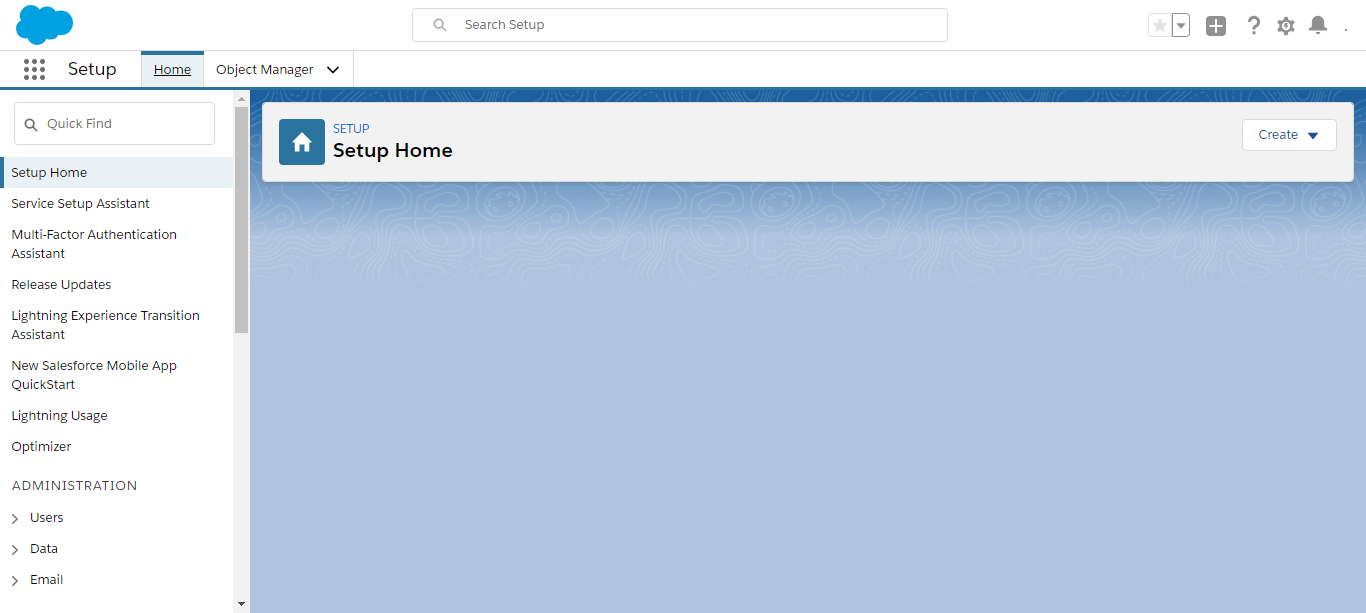 Search Setup
Setup
Home
Object Manager
Quick Find
Setup Home
Service Setup Assistant
Multi-Factor Authentication
Assistant
Release Updates
Lightning Experience Transition
Assistant
New Salesforce Mobile App
QuickStart
Lightning Usage
Optimizer
ADMINISTRATION
Users
Data
Email
SETUP
Setup Home
Create